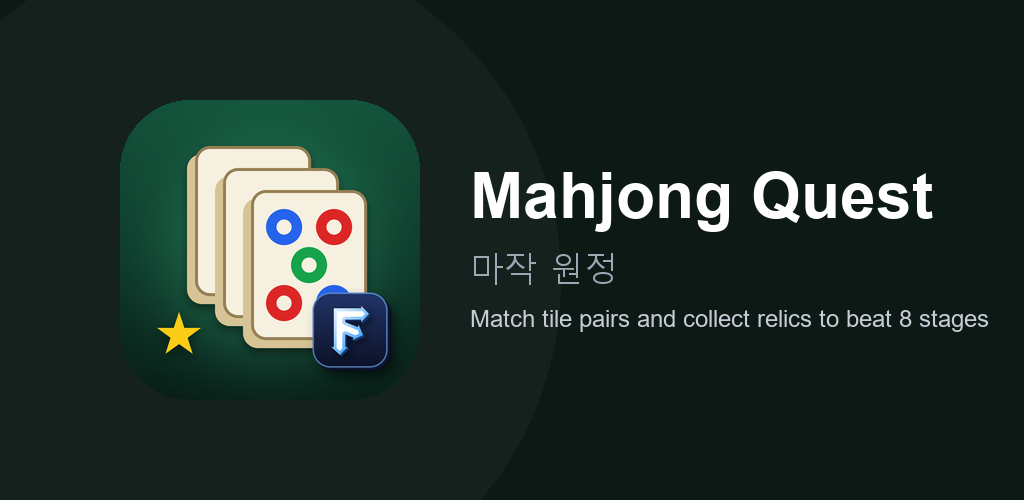 Mahjong Quest
마작 원정
Match tile pairs and collect relics to beat 8 stages
F